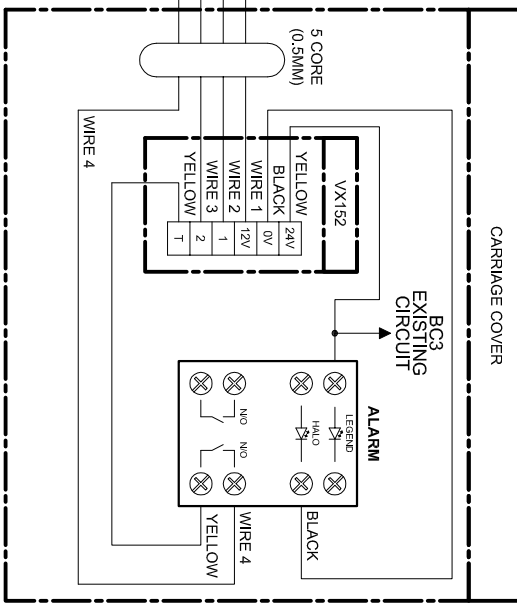 CARRIAGE COVER
5 CORE
(0.5MM)
WIRE 4
VX152
YELLOW
BLACK
WIRE 1
WIRE 2
WIRE 3
YELLOW
24V
0V
12V
1
2
T
BC3
EXISTING
CIRCUIT
ALARM
LEGEND
HALO
N/O
N/O
BLACK
WIRE 4
YELLOW